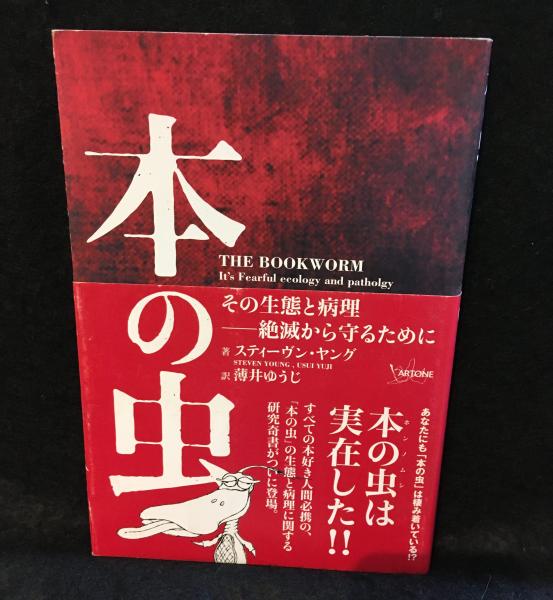 本の虫
THE BOOKWORM
It's Fearful ecology and patholgy
その生態と病理
──絶滅から守るために
著 スティーヴン・ヤング
STEVEN YOUNG , USUI YUJI
訳 薄井ゆうじ
ARTONE
あなたにも「本の虫」は棲み着いている!?
本の虫は
ホンノムシ
実在した!!
すべての本好き人間必携の、
『本の虫』の生態と病理に関する
研究奇書がついに登場。